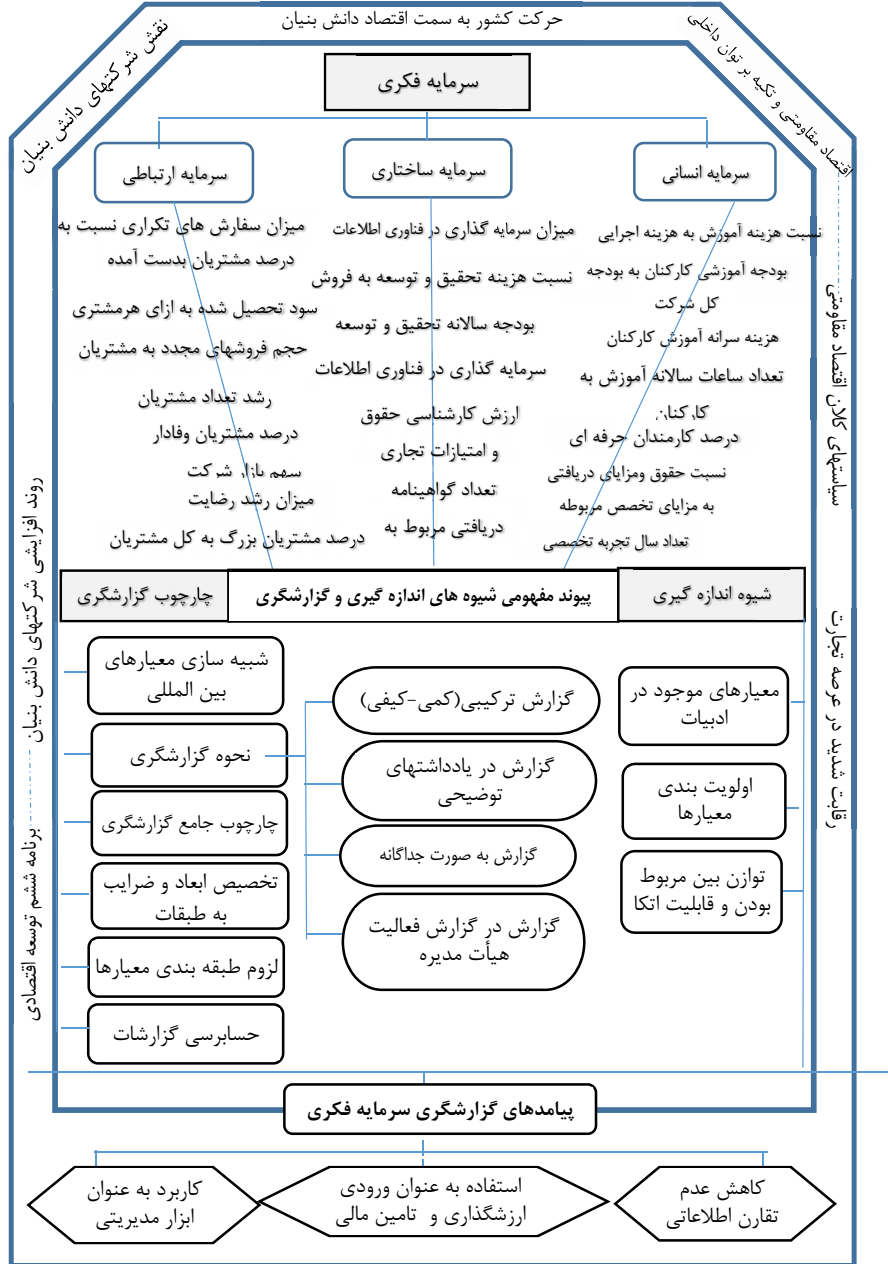 حرکت کشور به سمت اقتصاد دانش بنیان
نقش شرکتهای دانش بنیان
اقتصاد مقاومتی و تکیه بر توان داخلی
سرمایه فکری
سرمایه انسانی
سرمایه ساختاری
سرمایه ارتباطی
نسبت هزینه آموزش به هزینه اجرایی
بودجه آموزشی کارکنان به بودجه
کل شرکت
هزینه سرانه آموزش کارکنان
تعداد ساعات سالانه آموزش به
کارکنان
درصد کارمندان حرفه ای
نسبت حقوق ومزایای دریافتی
به مزایای تخصص مربوطه
تعداد سال تجربه تخصصی
میزان سرمایه گذاری در فناوری اطلاعات
نسبت هزینه تحقیق و توسعه به فروش
بودجه سالانه تحقیق و توسعه
سرمایه گذاری در فناوری اطلاعات
ارزش کارشناسی حقوق
و امتیازات تجاری
تعداد گواهینامه
دریافتی مربوط به
میزان سفارش های تکراری نسبت به
درصد مشتریان بدست آمده
سود تحصیل شده به ازای هرمشتری
حجم فروشهای مجدد به مشتریان
رشد تعداد مشتریان
درصد مشتریان وفادار
سهم بازار شرکت
میزان رشد رضایت
درصد مشتریان بزرگ به کل مشتریان
سیاستهای کلان اقتصاد مقاومتی
رقابت شدید در عرصه تجارت
روند افزایشی شرکتهای دانش بنیان
برنامه ششم توسعه اقتصادی
شیوه اندازه گیری
پیوند مفهومی شیوه های اندازه گیری و گزارشگری
چارچوب گزارشگری
معیارهای موجود در
ادبیات
اولویت بندی
معیارها
توازن بین مربوط
بودن و قابلیت اتکا
گزارش ترکیبی(کمی-کیفی)
گزارش در یادداشتهای
توضیحی
گزارش به صورت جداگانه
گزارش در گزارش فعالیت
هیأت مدیره
شبیه سازی معیارهای
بین المللی
نحوه گزارشگری
چارچوب جامع گزارشگری
تخصیص ابعاد و ضرایب
به طبقات
لزوم طبقه بندی معیارها
حسابرسی گزارشات
پیامدهای گزارشگری سرمایه فکری
کاهش عدم
تقارن اطلاعاتی
استفاده به عنوان ورودی
ارزشگذاری و تامین مالی
کاربرد به عنوان
ابزار مدیریتی